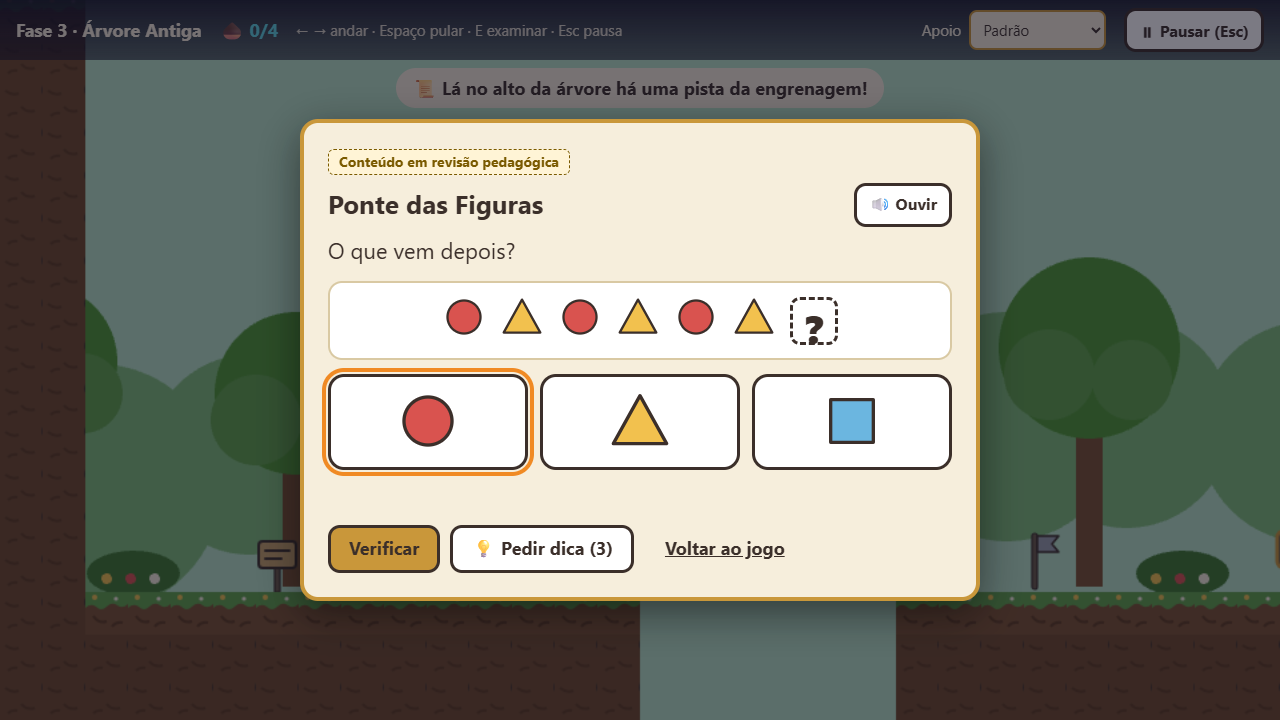 Fase 3 · Árvore Antiga
0/4
← → andar · Espaço pular · E examinar · Esc pausa
Apoio
Padrão
Pausar (Esc)
Lá no alto da árvore há uma pista da engrenagem!
Conteúdo em revisão pedagógica
Ponte das Figuras
Ouvir
O que vem depois?
?
Verificar
Pedir dica (3)
Voltar ao jogo